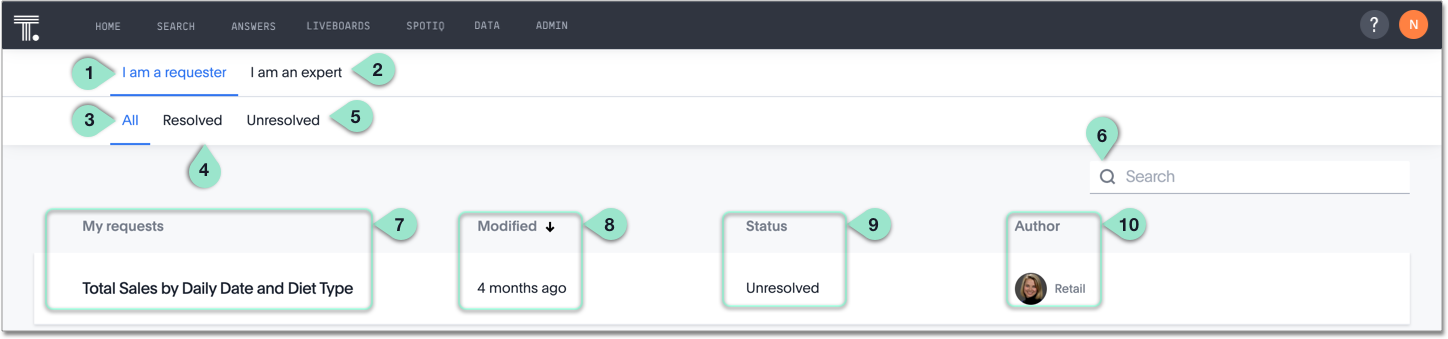 T. HOME SEARCH ANSWERS LIVEBOARDS SPOTIQ DATA ADMIN ? N
1 I am a requester I am an expert 2
3 All Resolved Unresolved 5
4
6
Search
My requests 7 Modified ↓ 8 Status 9 Author 10
Total Sales by Daily Date and Diet Type 4 months ago Unresolved Retail